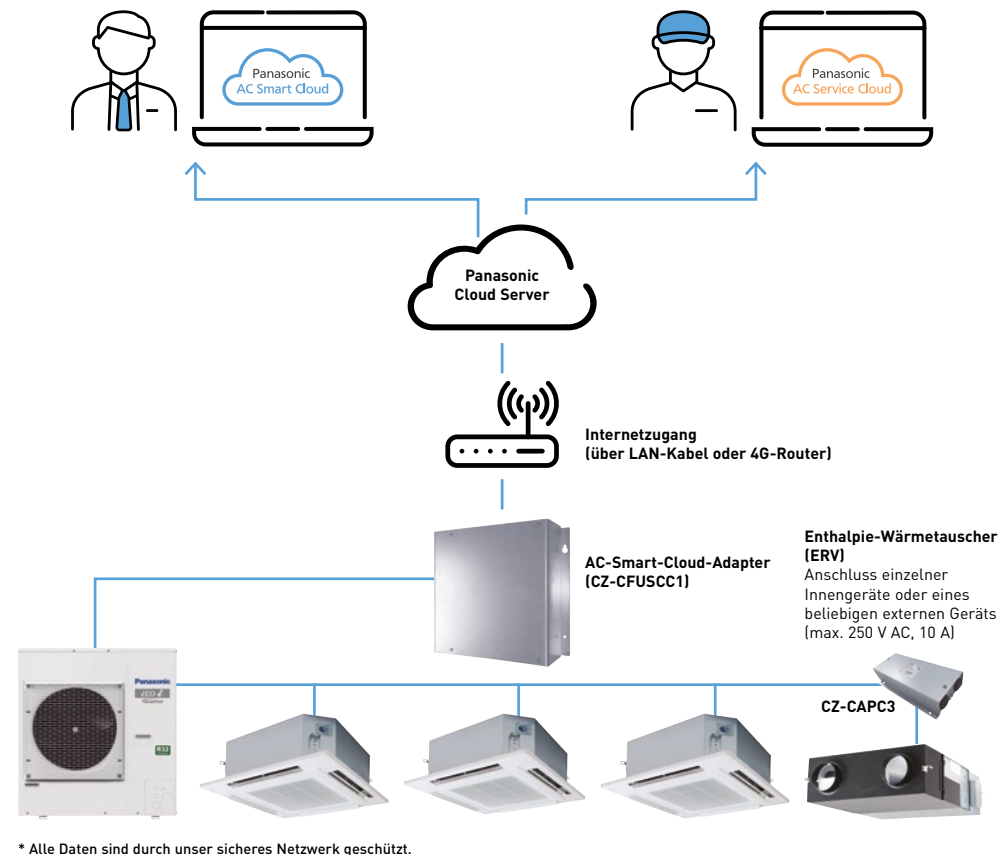 Panasonic
AC Smart Cloud
Panasonic
AC Service Cloud
Panasonic
Cloud Server
Internetzugang
(über LAN-Kabel oder 4G-Router)
AC-Smart-Cloud-Adapter
(CZ-CFUSCC1)
Enthalpie-Wärmetauscher
(ERV)
Anschluss einzelner
Innengeräte oder eines
beliebigen externen Geräts
(max. 250 V AC, 10 A)
CZ-CAPC3
Panasonic
ECO i
R32
* Alle Daten sind durch unser sicheres Netzwerk geschützt.